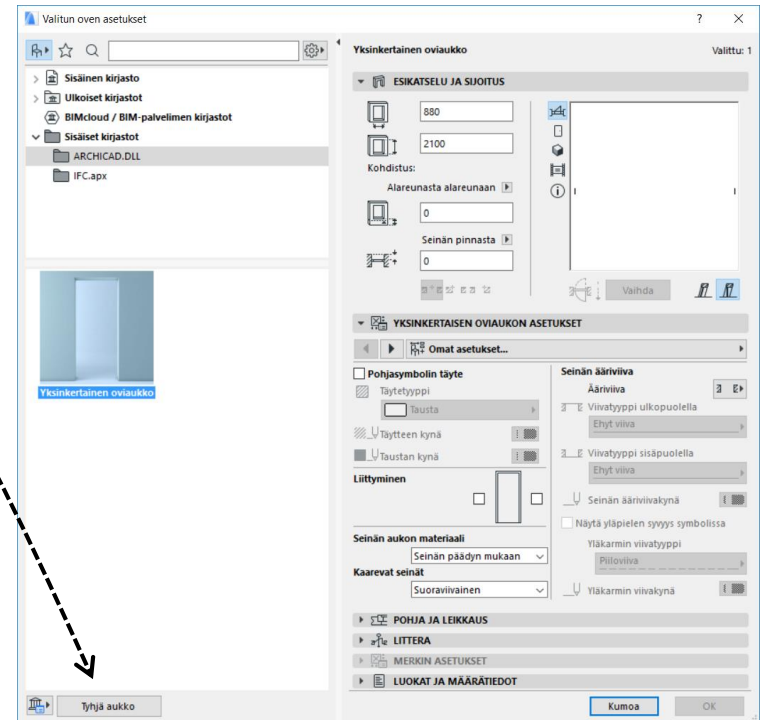 Valitun oven asetukset
Sisäinen kirjasto
Ulkoiset kirjastot
BIMcloud / BIM-palvelimen kirjastot
Sisäiset kirjastot
ARCHICAD.DLL
IFC.apx
Yksinkertainen oviaukko
Tyhjä aukko
Yksinkertainen oviaukko
Valittu: 1
ESIKATSELU JA SIJOITUS
880
2100
Kohdistus:
Alareunasta alareunaan
0
Seinän pinnasta
0
Vaihda
YKSINKERTAISEN OVIAUKON ASETUKSET
Omat asetukset...
Pohjasymbolin täyte
Täytetyyppi
Tausta
Täytteen kynä
Taustan kynä
Liittyminen
Seinän aukon materiaali
Seinän päädyn mukaan
Kaarevat seinät
Suoraviivainen
Seinän ääriviiva
Ääriviiva
Viivatyyppi ulkopuolella
Ehyt viiva
Viivatyyppi sisäpuolella
Ehyt viiva
Seinän ääriviivakynä
Näytä yläpielen syvyys symbolissa
Yläkarmin viivatyyppi
Piiloviiva
Yläkarmin viivakynä
POHJA JA LEIKKAUS
LITTERA
MERKIN ASETUKSET
LUOKAT JA MÄÄRÄTIEDOT
Kumoa
OK